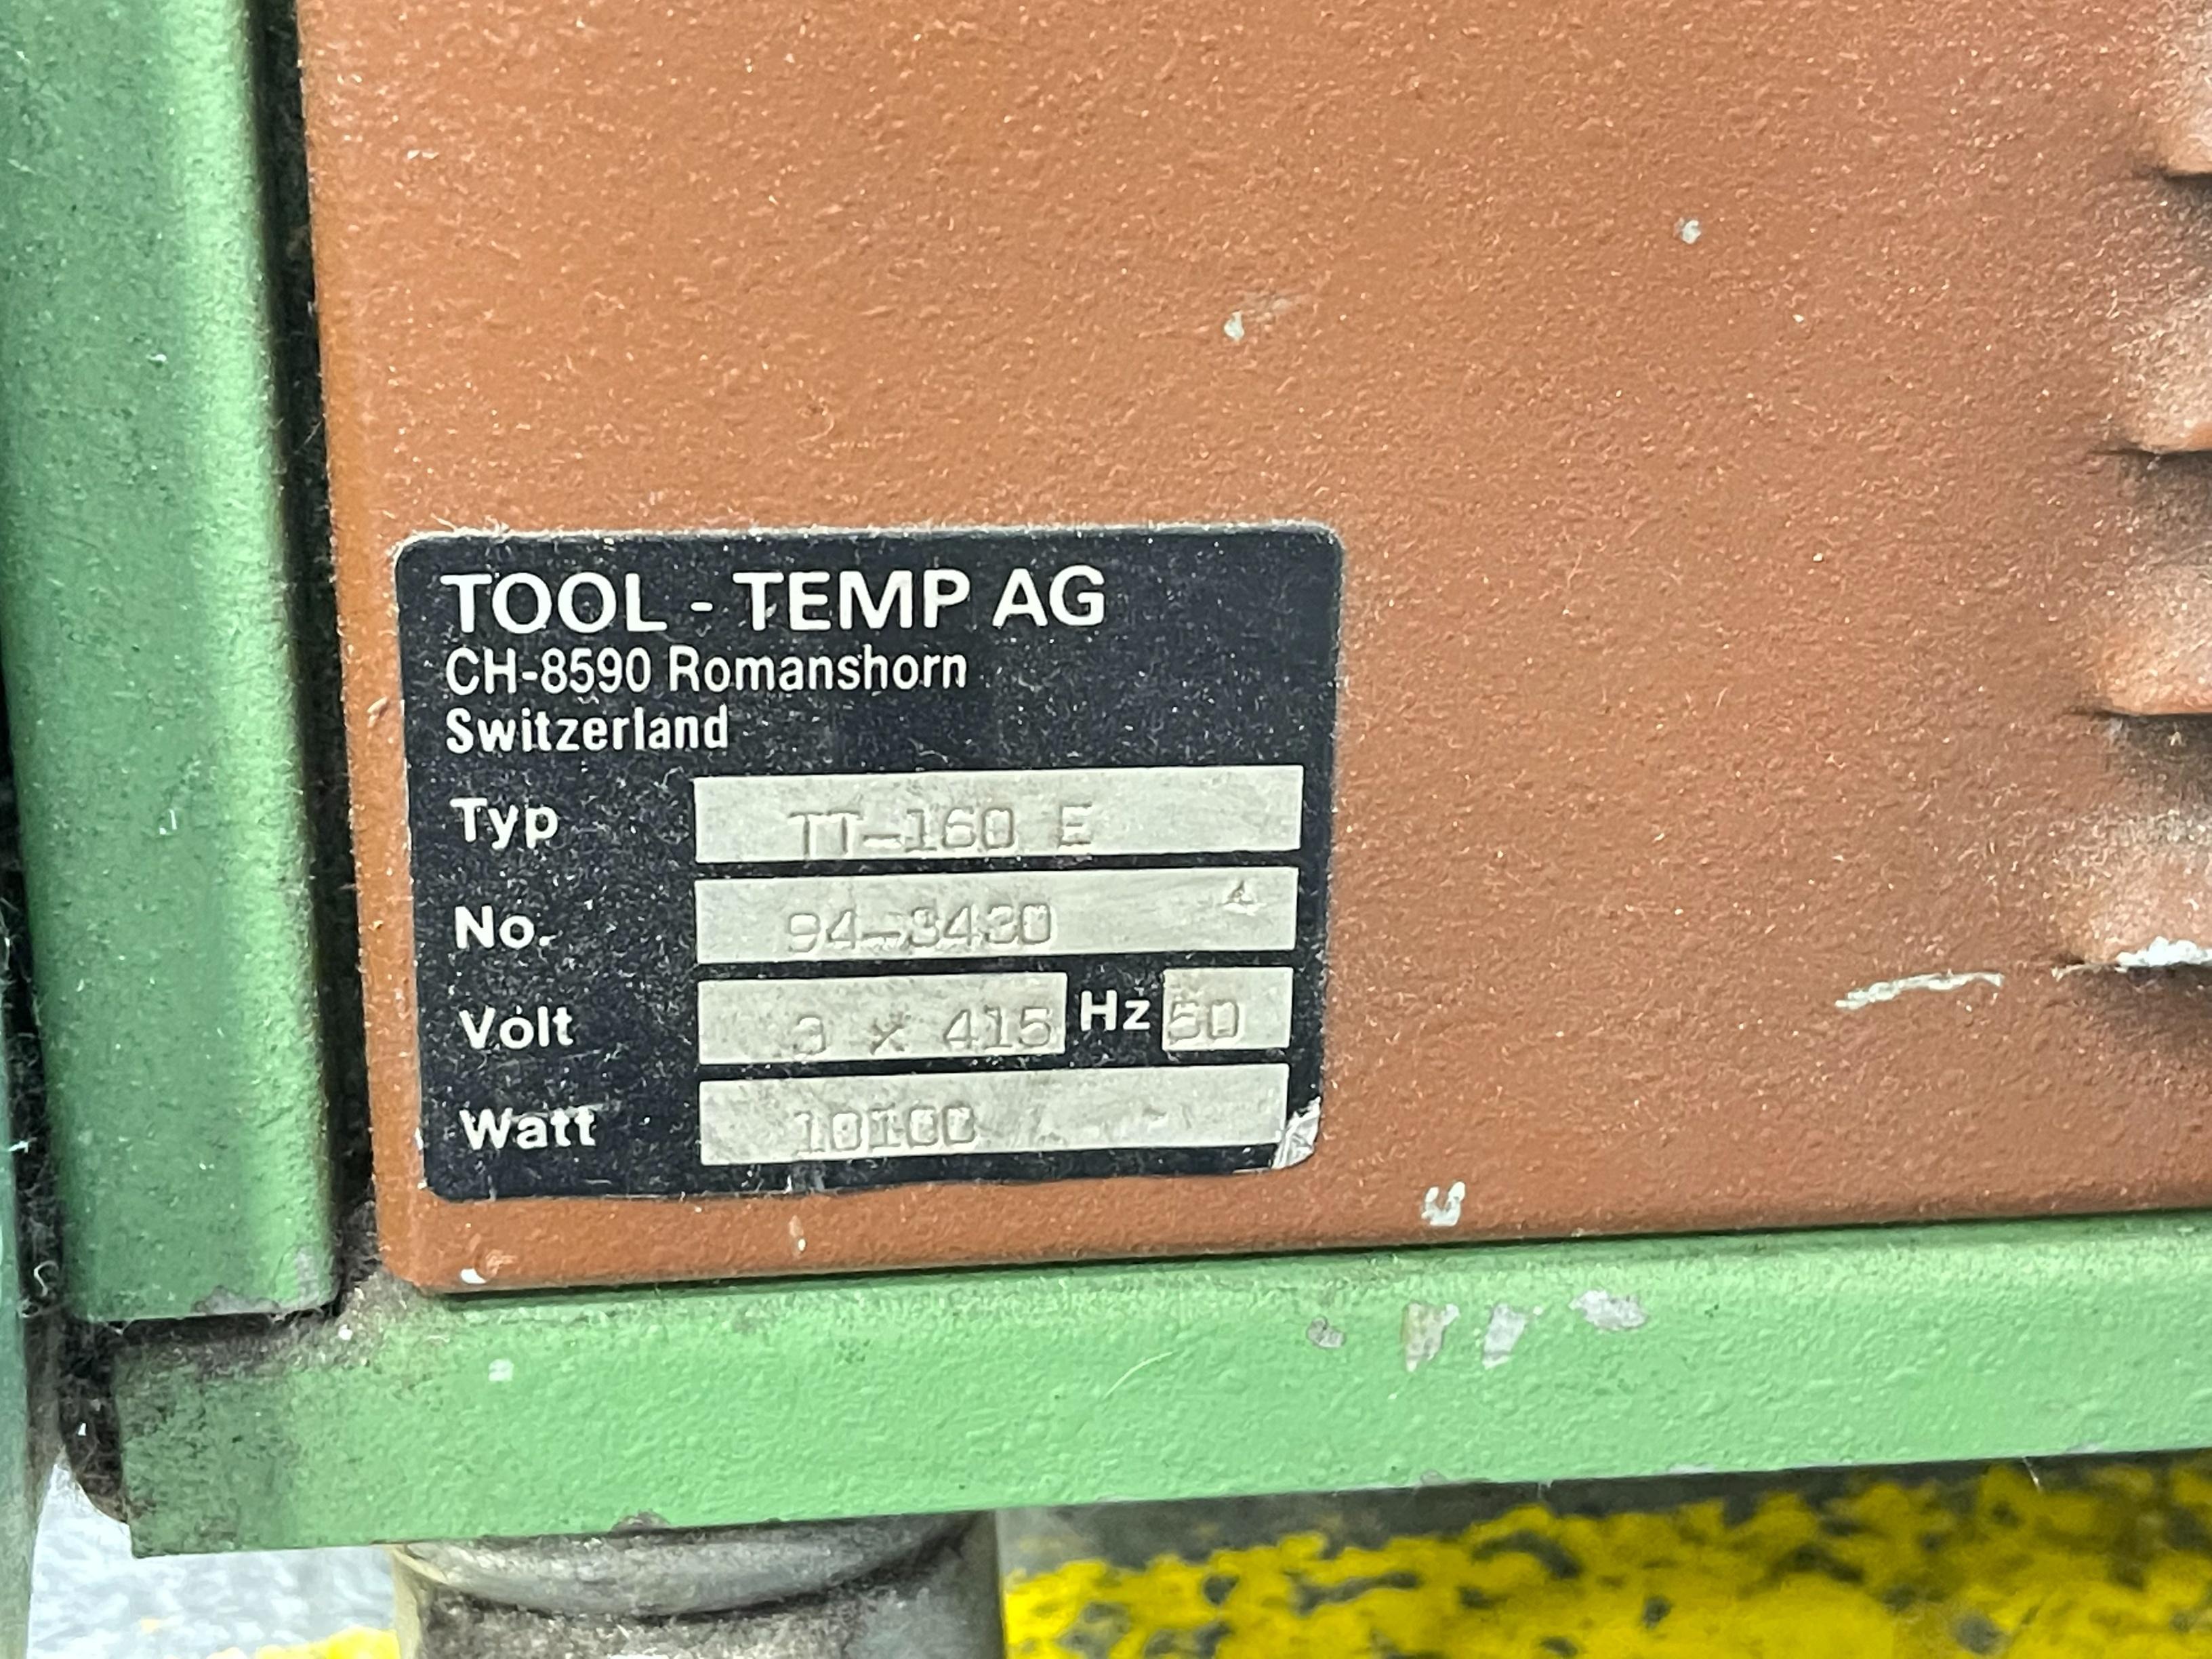 TOOL - TEMP AG
CH-8590 Romanshorn
Switzerland
Typ TT-160 E
No. 94-3430 4
Volt 3 x 415 Hz 50
Watt 10100